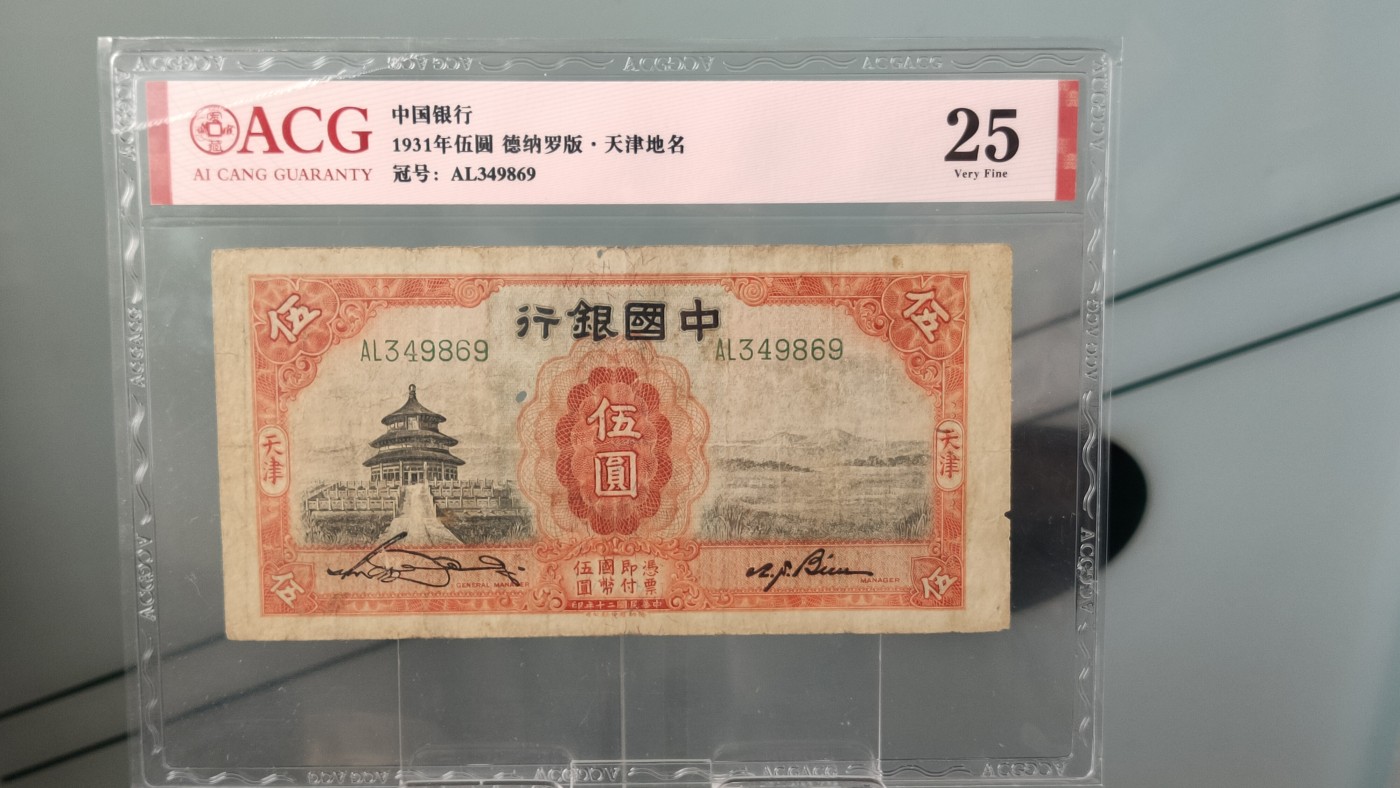 ACG
AI CANG GUARANTY
中国银行
1931年伍圓 德纳罗版·天津地名
冠号：AL349869
25
Very Fine
伍
行銀國中
伍
AL349869
AL349869
伍圓
天津
天津
憑票
即付
國幣
伍圓
GENERAL MANAGER
MANAGER
伍
伍